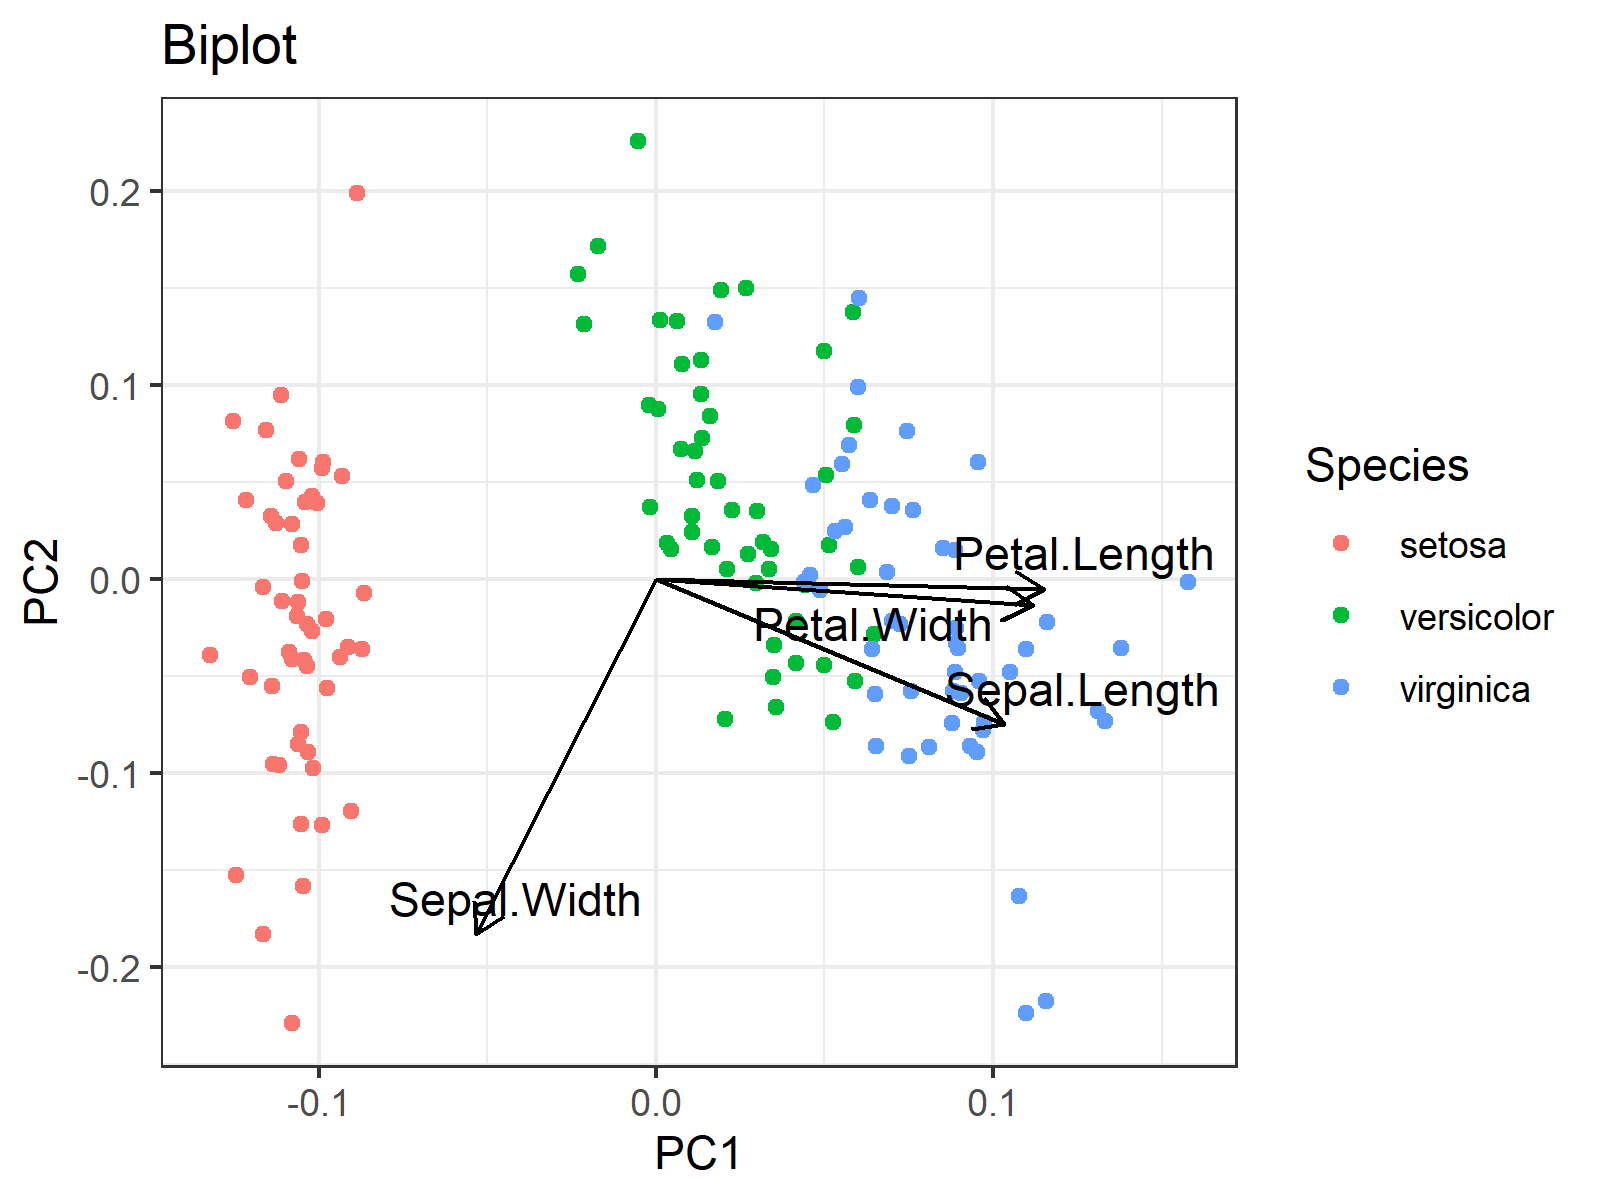 Biplot
0.2
0.1
0.0
-0.1
-0.2
PC2
-0.1
0.0
0.1
PC1
Petal.Length
Petal.Width
Sepal.Length
Sepal.Width
Species
setosa
versicolor
virginica